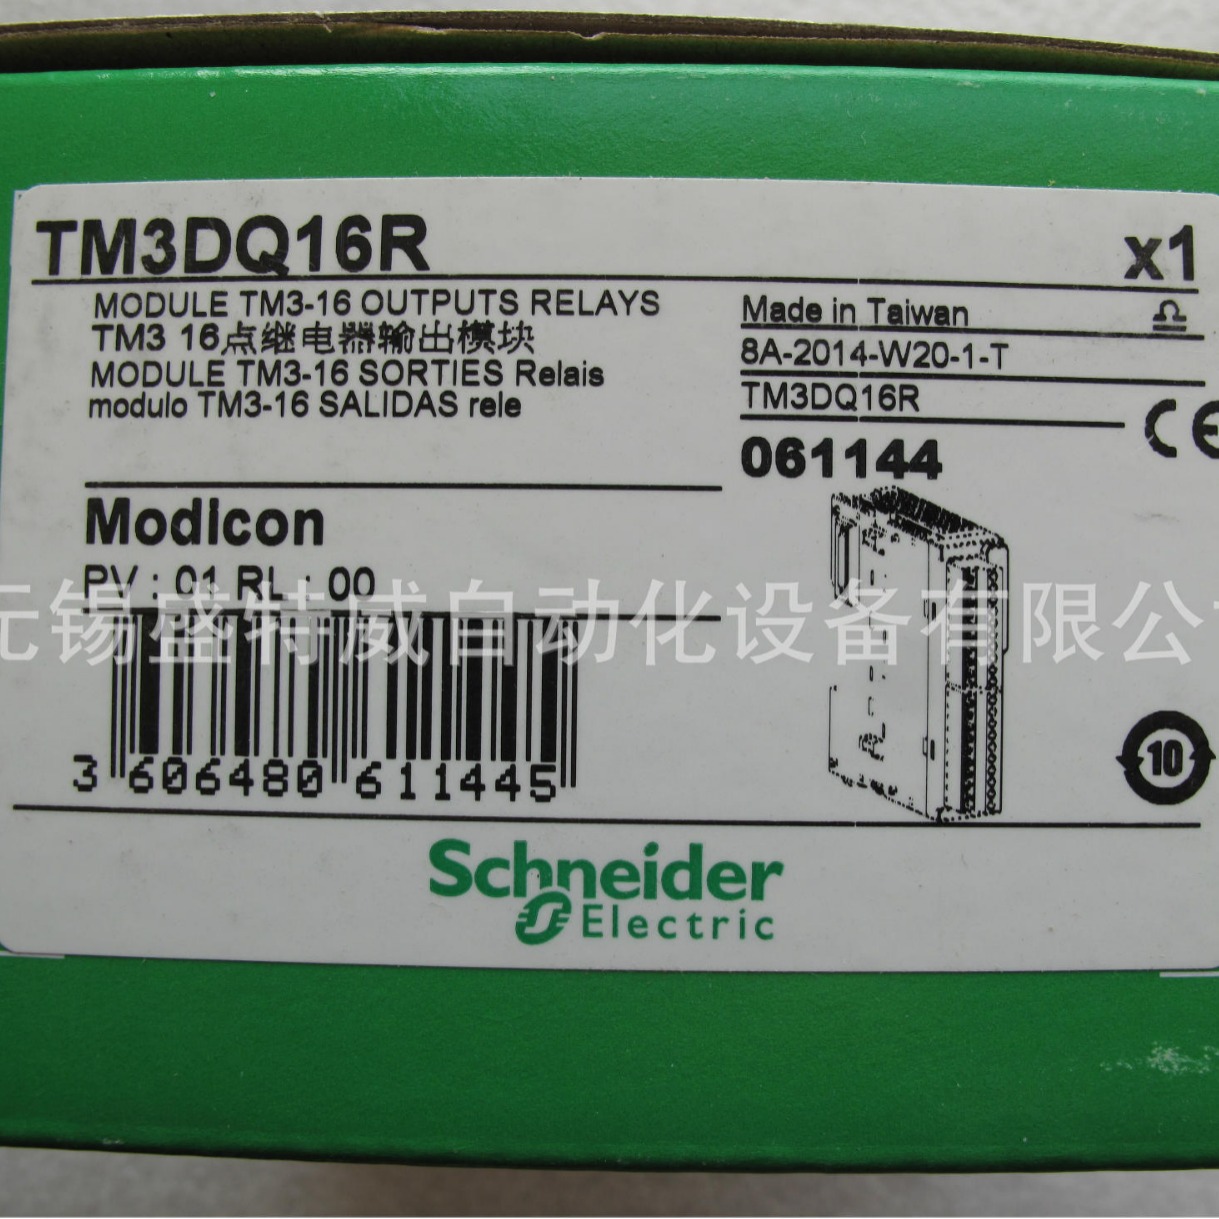 TM3DQ16R
x1
MODULE TM3-16 OUTPUTS RELAYS
TM3 16点继电器输出模块
MODULE TM3-16 SORTIES Relais
modulo TM3-16 SALIDAS rele
Made in Taiwan
8A-2014-W20-1-T
TM3DQ16R
CE
061144
Modicon
PV : 01 RL : 00
无锡盛特威自动化设备有限公
3 606480 611445
10
Schneider
Electric